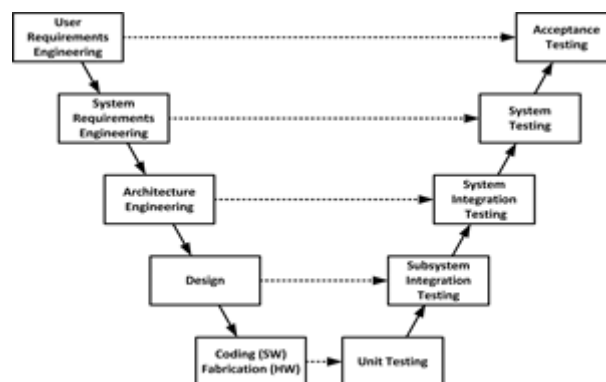 User
Requirements
Engineering
Acceptance
Testing
System
Requirements
Engineering
System
Testing
Architecture
Engineering
System
Integration
Testing
Design
Subsystem
Integration
Testing
Coding (SW)
Fabrication (HW)
Unit Testing